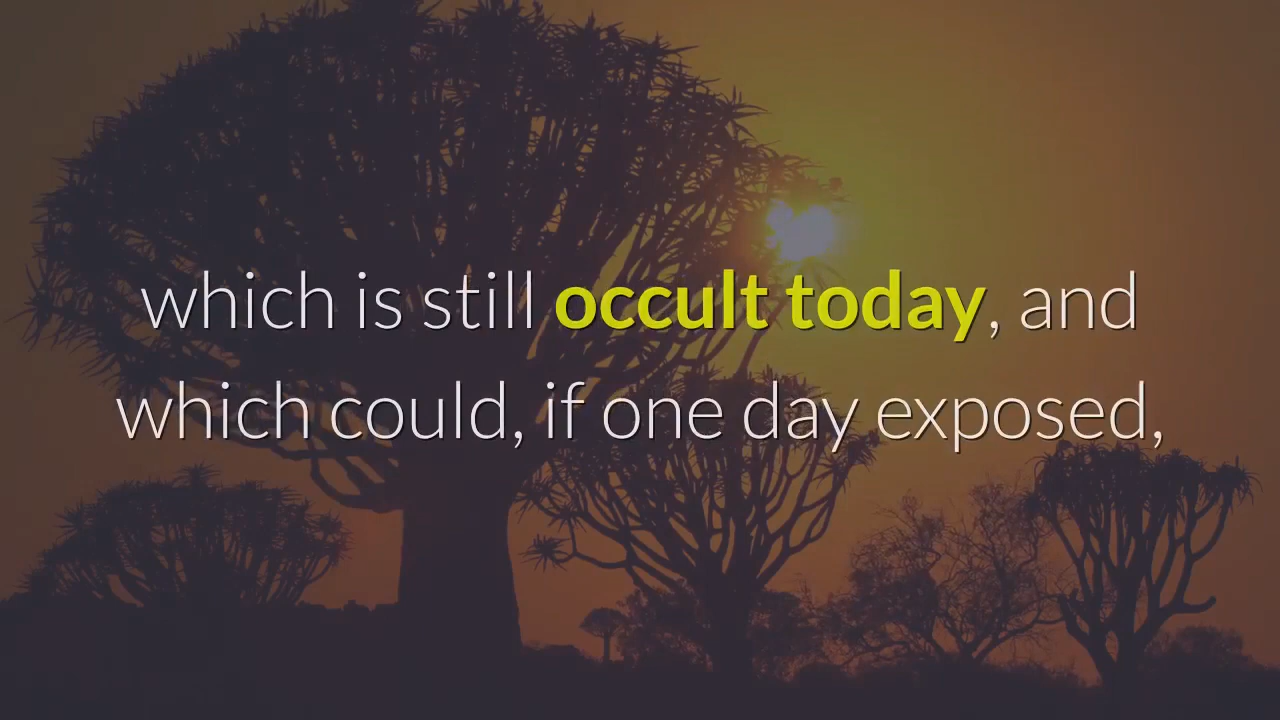 which is still occult today, and
which could, if one day exposed,